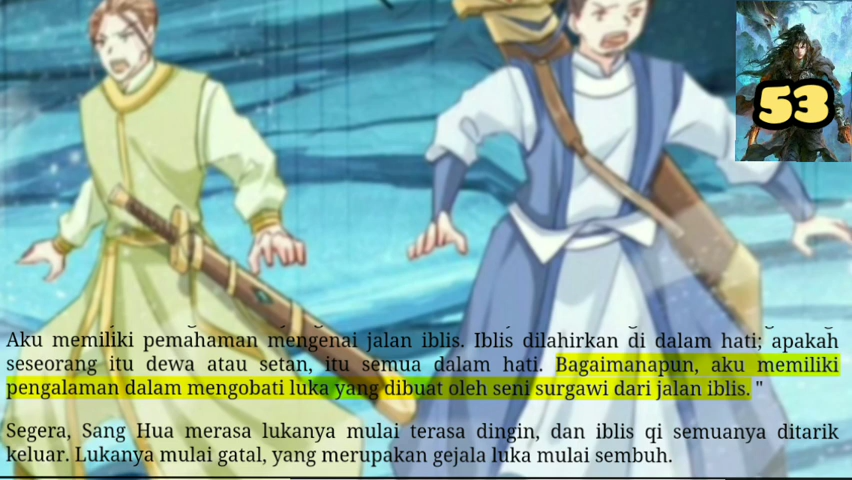 53
Aku memiliki pemahaman mengenai jalan iblis. Iblis dilahirkan di dalam hati; apakah
seseorang itu dewa atau setan, itu semua dalam hati. Bagaimanapun, aku memiliki
pengalaman dalam mengobati luka yang dibuat oleh seni surgawi dari jalan iblis. "
Segera, Sang Hua merasa lukanya mulai terasa dingin, dan iblis qi semuanya ditarik
keluar. Lukanya mulai gatal, yang merupakan gejala luka mulai sembuh.